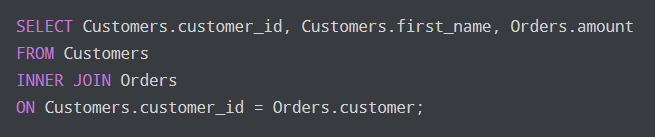 SELECT Customers.customer_id, Customers.first_name, Orders.amount
FROM Customers
INNER JOIN Orders
ON Customers.customer_id = Orders.customer;